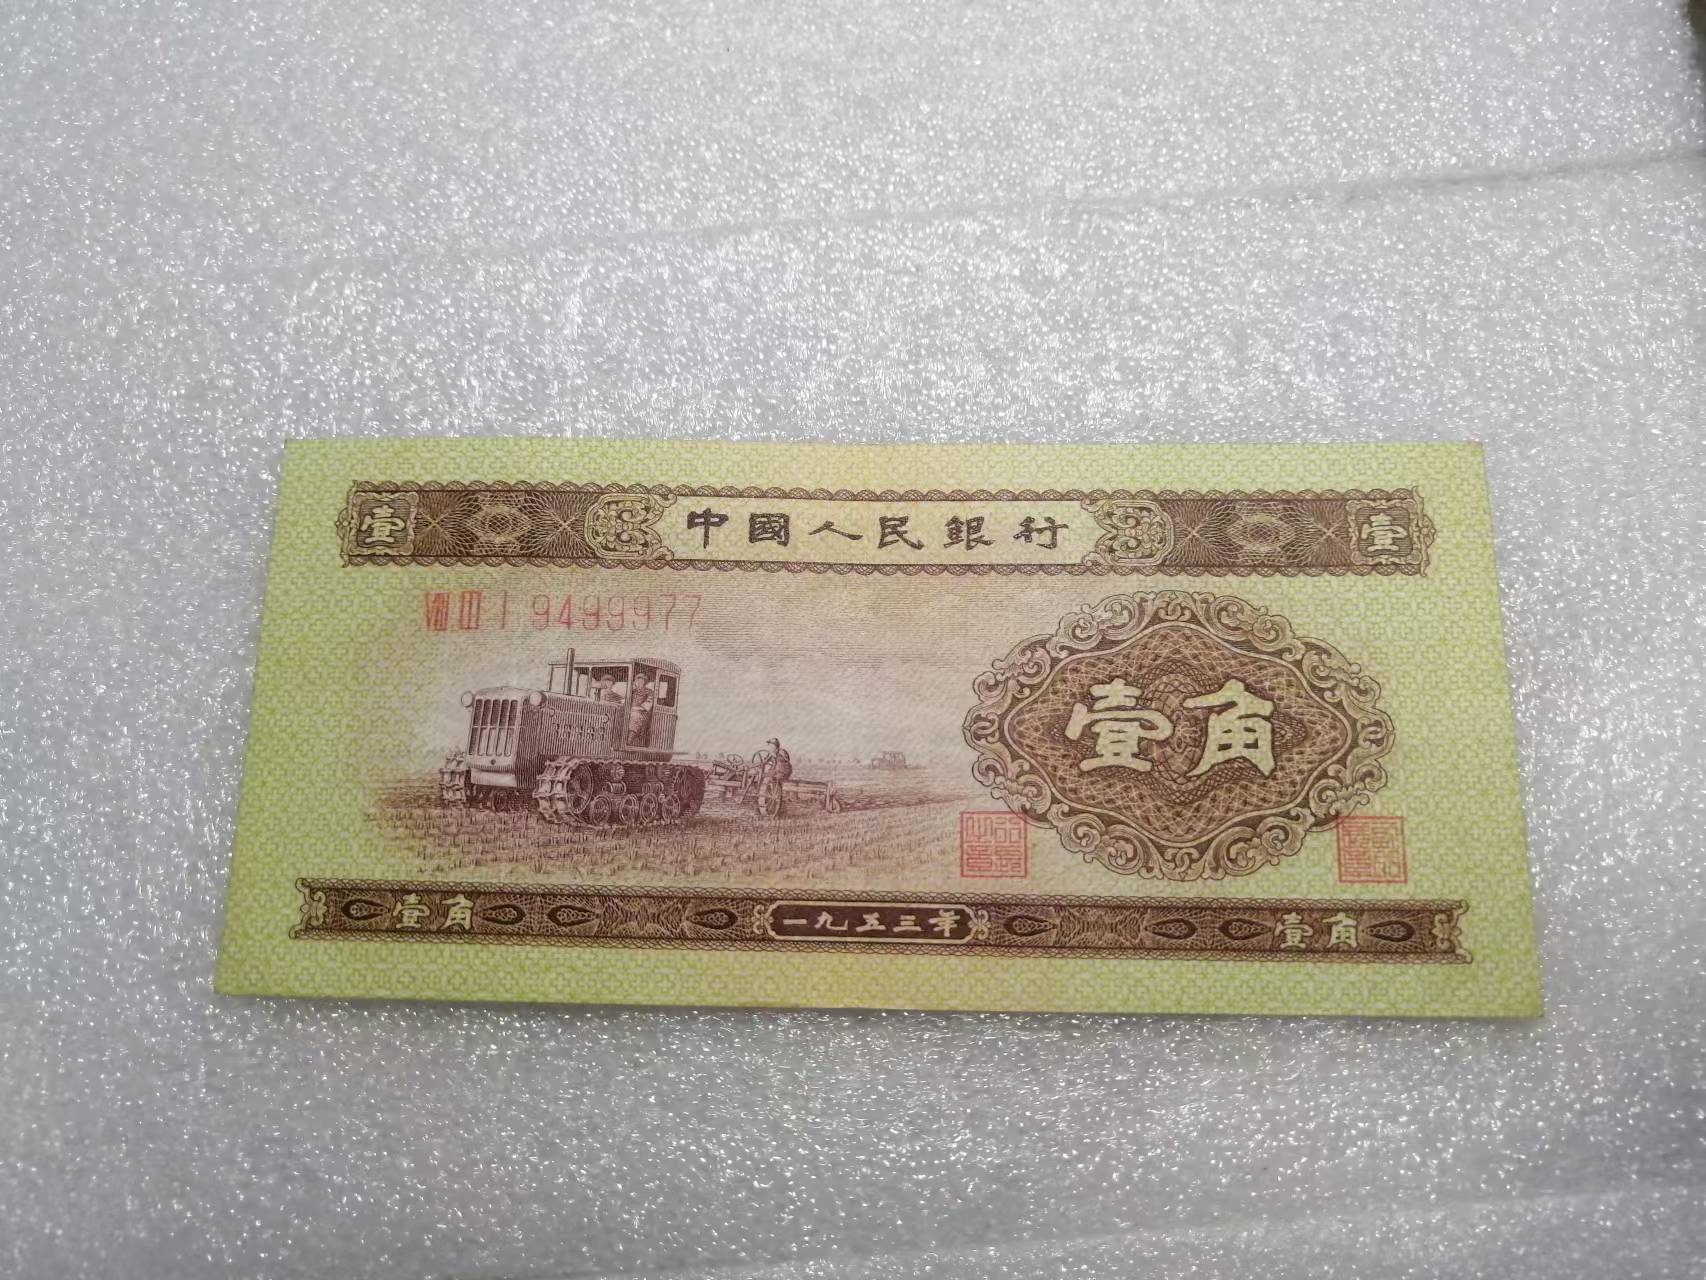 壹 中國人民銀行 壹
VIII III I 9499977
壹角
壹角 一九五三年 壹角